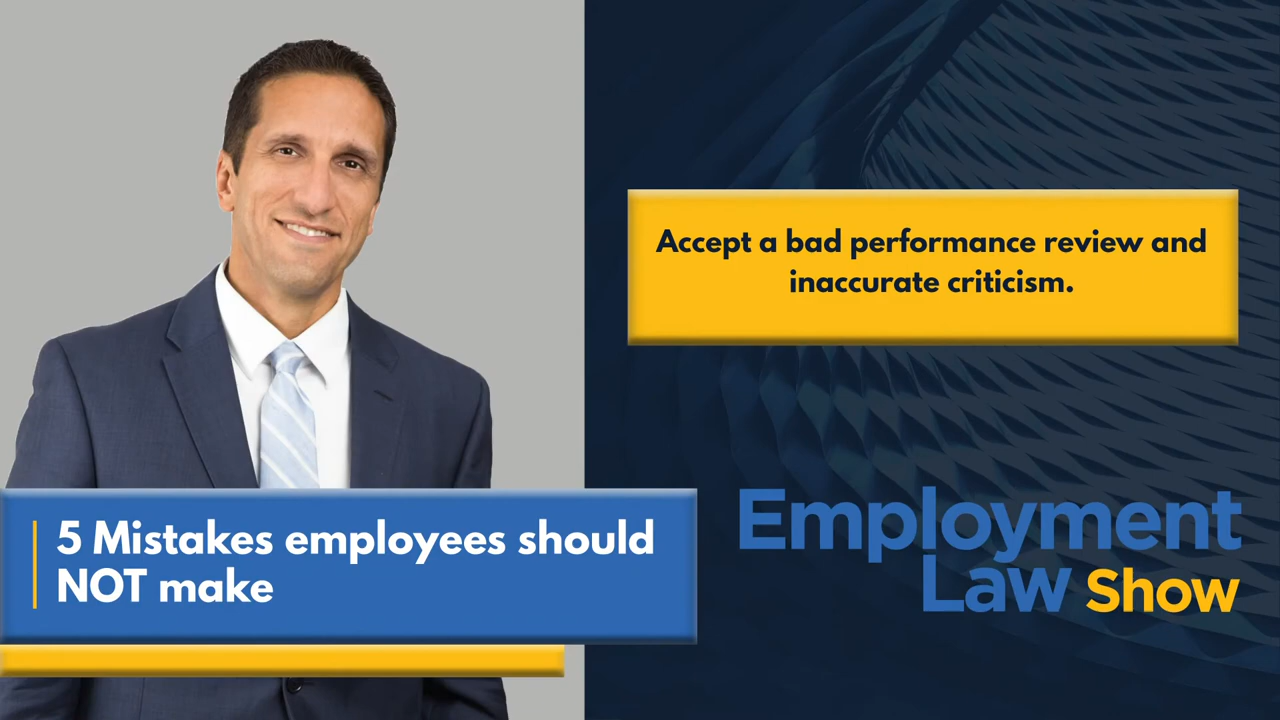 Accept a bad performance review and
inaccurate criticism.
5 Mistakes employees should
NOT make
Employment
Law Show